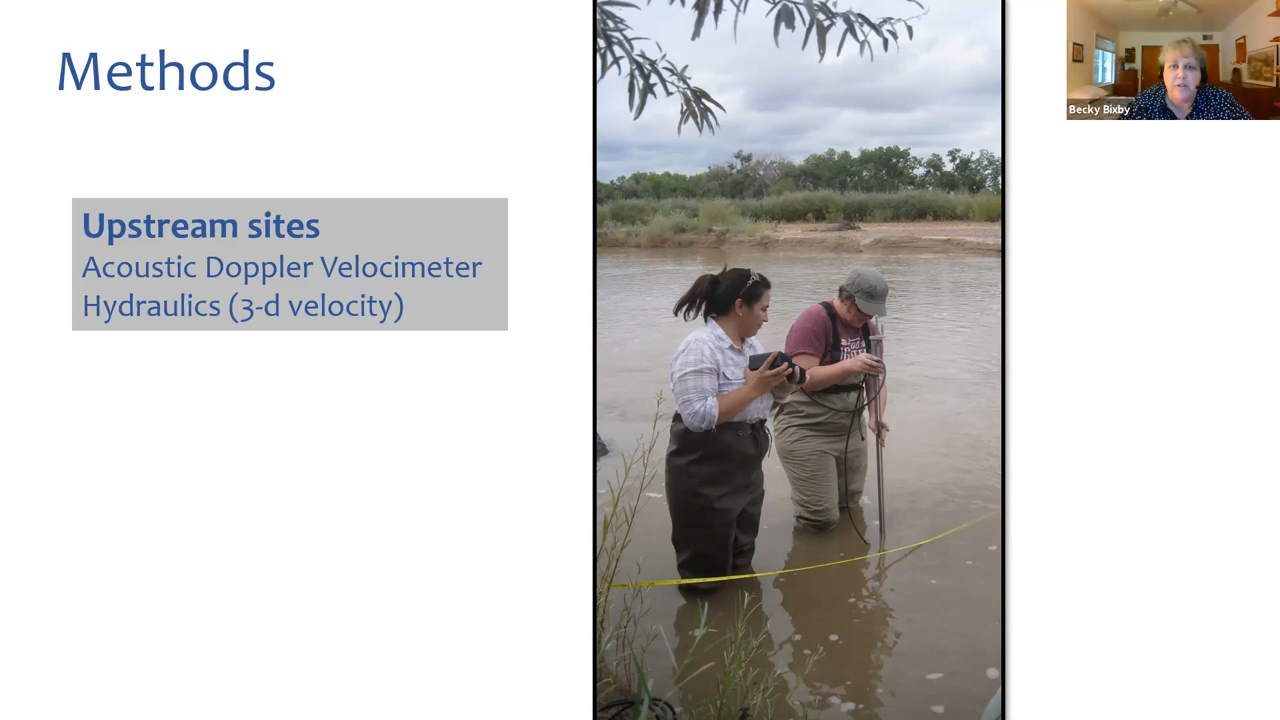 Methods
Upstream sites
Acoustic Doppler Velocimeter
Hydraulics (3-d velocity)
Becky Bixby